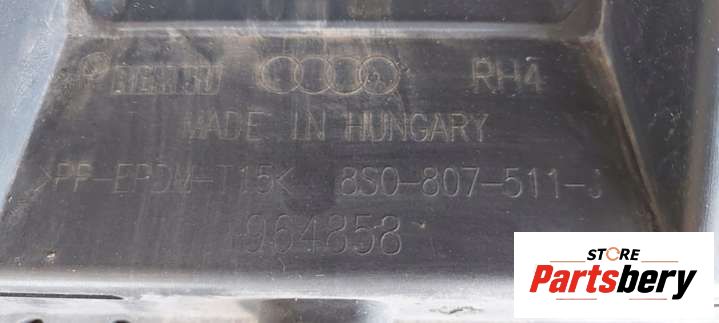 RH4
MADE IN HUNGARY
>PP-EPDM-T15< 8S0-807-511-J
964858
STORE
Partsbery